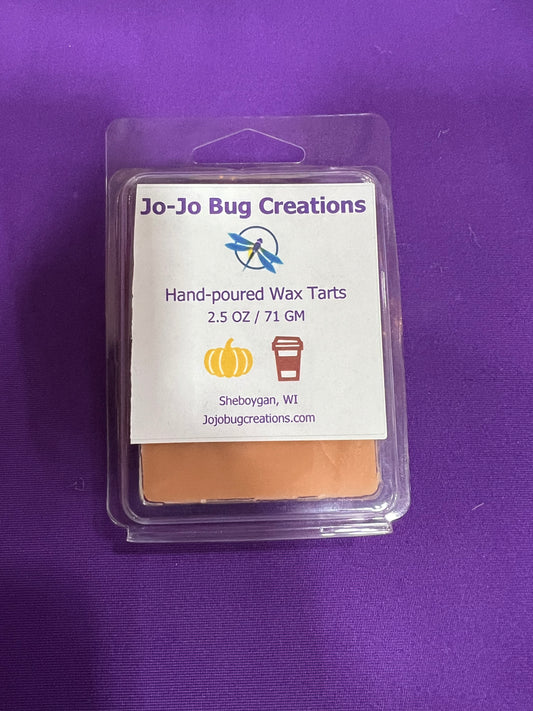 Jo-Jo Bug Creations
Hand-poured Wax Tarts
2.5 OZ / 71 GM
Sheboygan, WI
Jojobugcreations.com